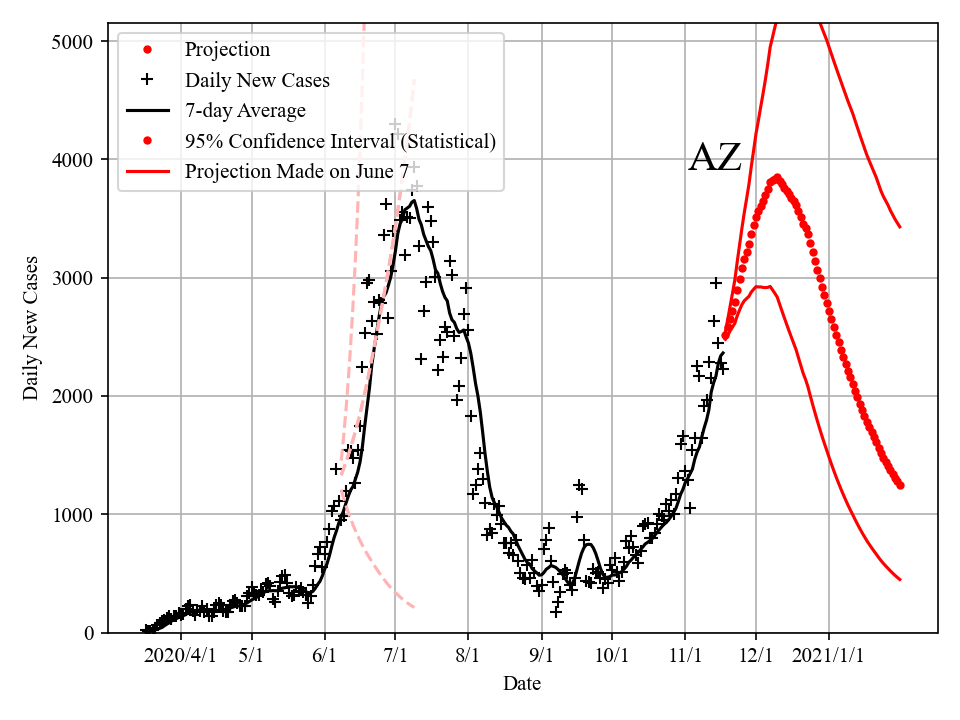 5000
4000
3000
2000
1000
0
Daily New Cases
Projection
Daily New Cases
7-day Average
95% Confidence Interval (Statistical)
Projection Made on June 7
AZ
2020/4/1 5/1 6/1 7/1 8/1 9/1 10/1 11/1 12/1 2021/1/1
Date